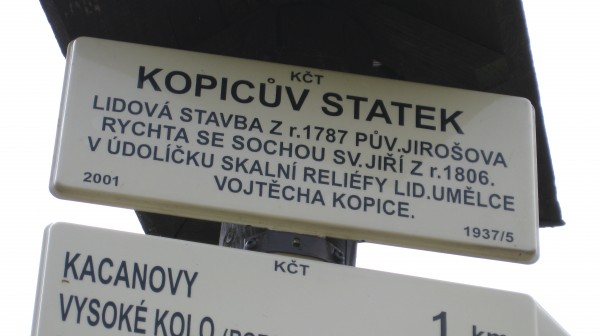 KČT
KOPICŮV STATEK
LIDOVÁ STAVBA Z r.1787 PŮV.JIROŠOVA
RYCHTA SE SOCHOU SV.JIŘÍ Z r.1806.
V ÚDOLÍČKU SKALNÍ RELIÉFY LID.UMĚLCE
VOJTĚCHA KOPICE.
2001
1937/5
KČT
KACANOVY
VYSOKÉ KOLO
1 km